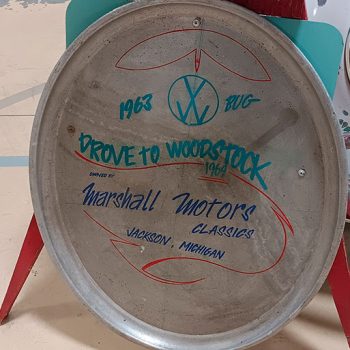 1963 VW BUG
DROVE TO WOODSTOCK
1969
OWNED BY
Marshall Motors
CLASSICS
JACKSON, MICHIGAN